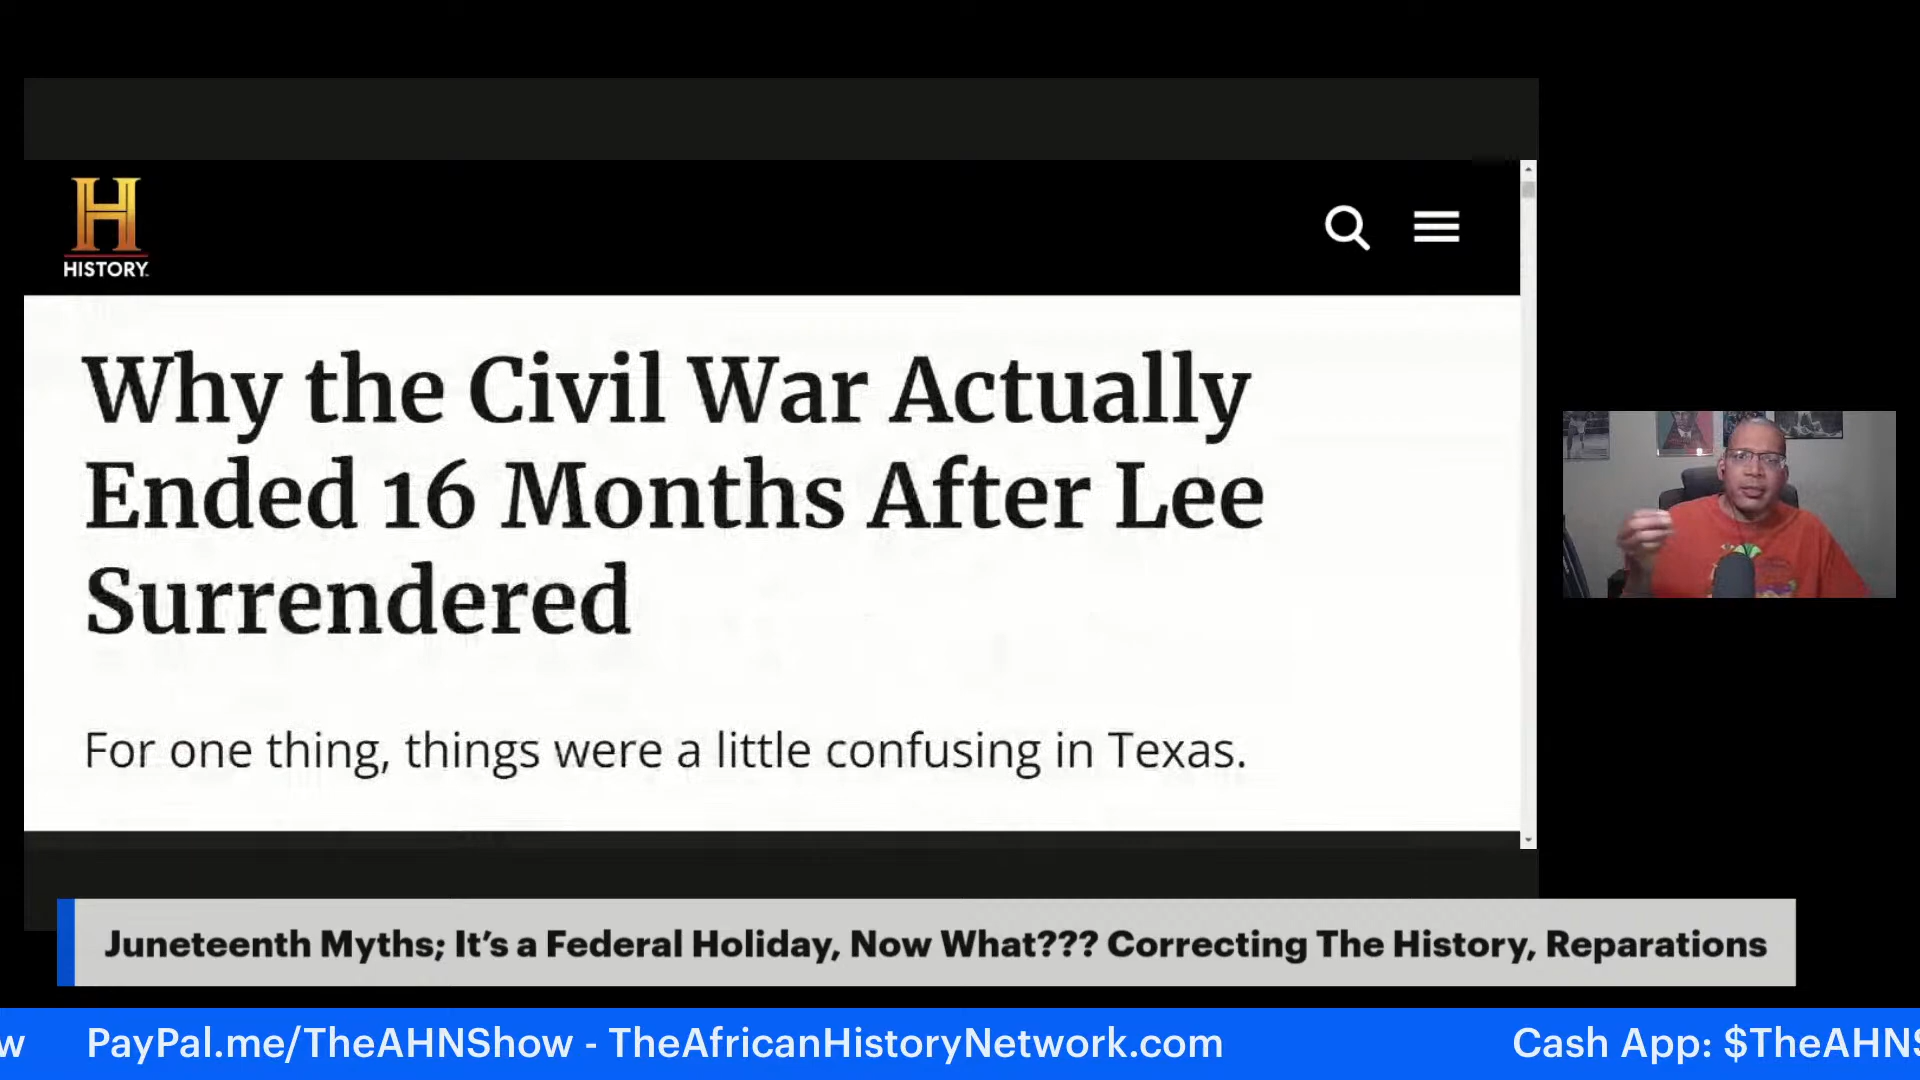 HISTORY
Why the Civil War Actually
Ended 16 Months After Lee
Surrendered
For one thing, things were a little confusing in Texas.
Juneteenth Myths; It's a Federal Holiday, Now What??? Correcting The History, Reparations
w PayPal.me/TheAHNShow - TheAfricanHistoryNetwork.com Cash App: $TheAHNS